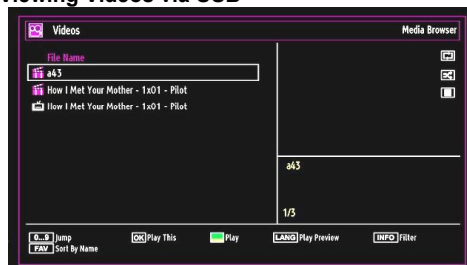 Viewing Videos via USB
Videos
Media Browser
File Name
a43
How I Met Your Mother - 1x01 - Pilot
How I Met Your Mother - 1x01 - Pilot
a43
1/3
0...9 Jump
OK Play This
Play
LANG Play Preview
INFO Filter
FAV Sort By Name